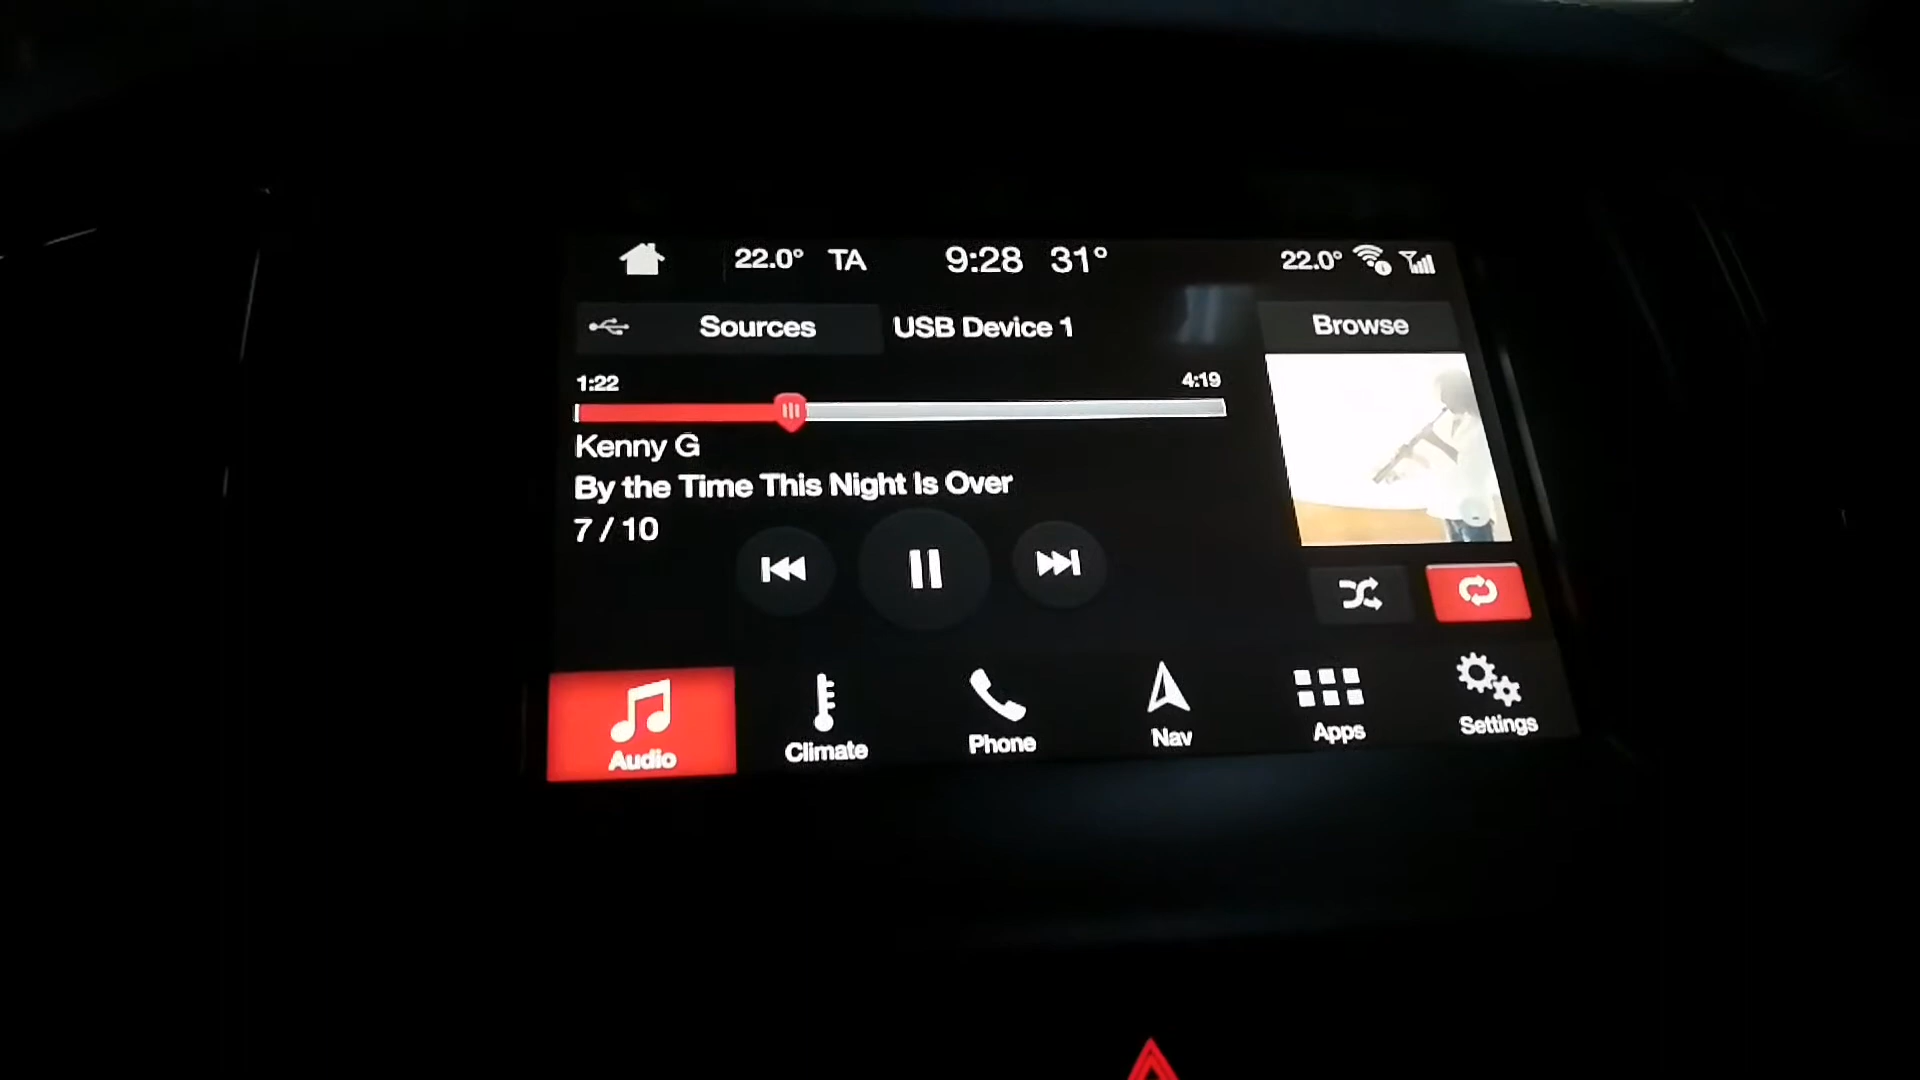 22.0° TA 9:28 31° 22.0°
Sources USB Device 1 Browse
1:22 4:19
Kenny G
By the Time This Night Is Over
7 / 10
Audio Climate Phone Nav Apps Settings